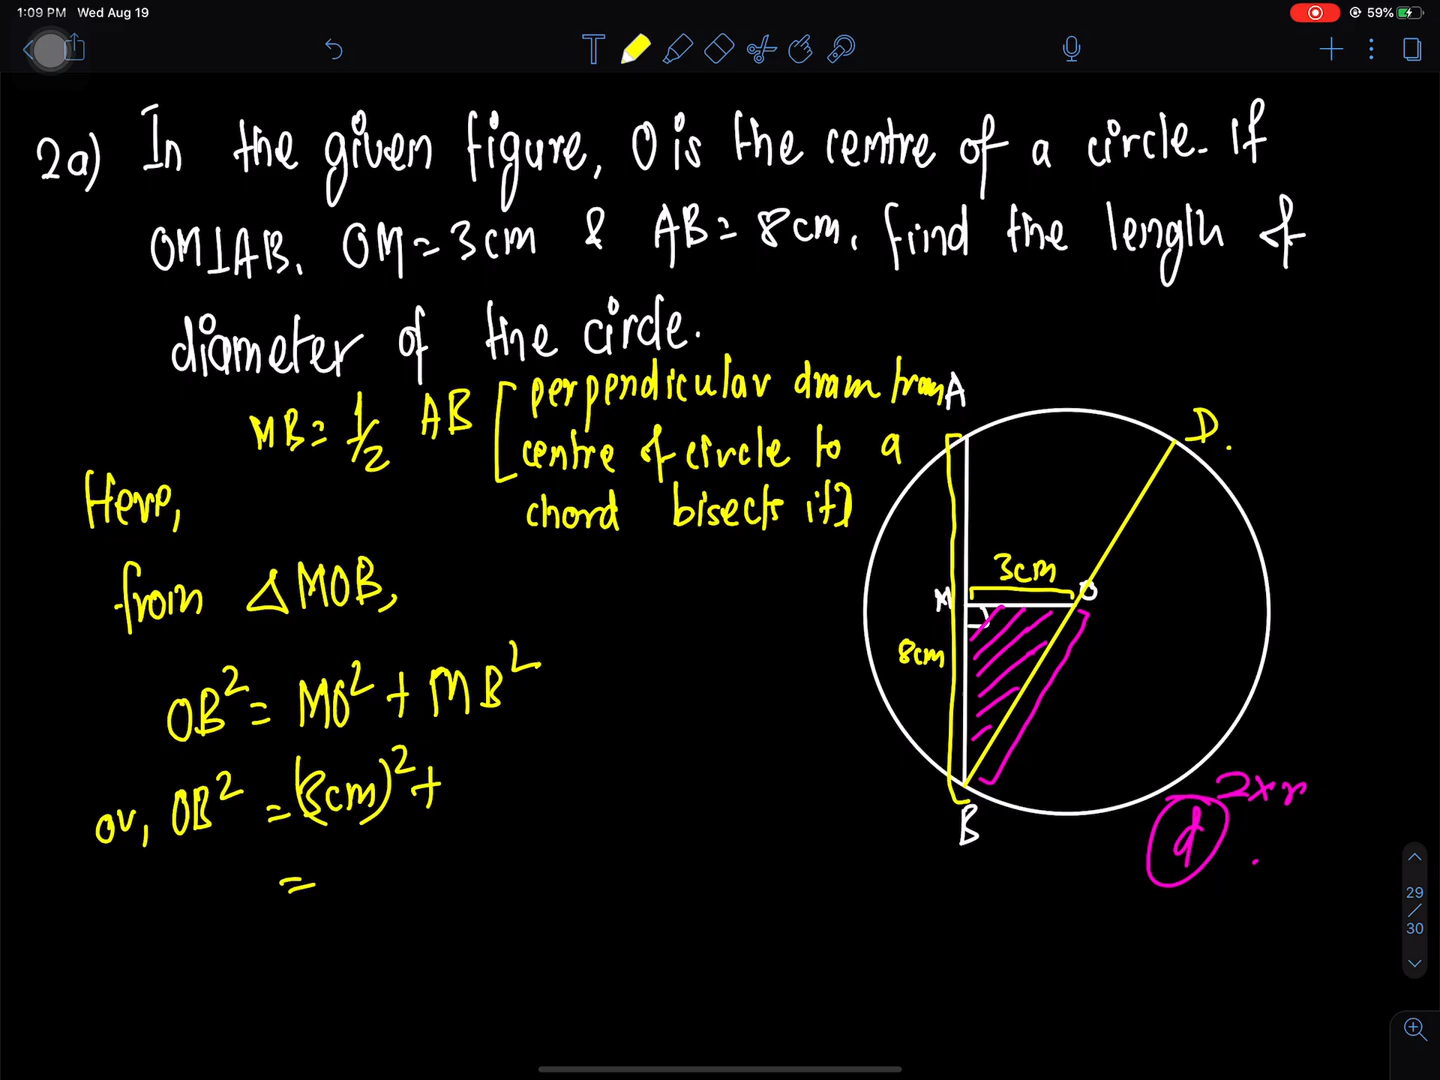 1:09 PM Wed Aug 19
59%
2a) In the given figure, O is the centre of a circle. If
OM⊥AB. OM = 3cm & AB = 8cm. find the length of
diameter of the circle.
MB = 1/2 AB [perpendicular drawn from
centre of circle to a
chord bisects it]
Here,
from △MOB,
OB² = MO² + MB²
or, OB² = (3cm)² +
=
A
D.
3cm
M
O
8cm
B
2×r
d
29
/
30